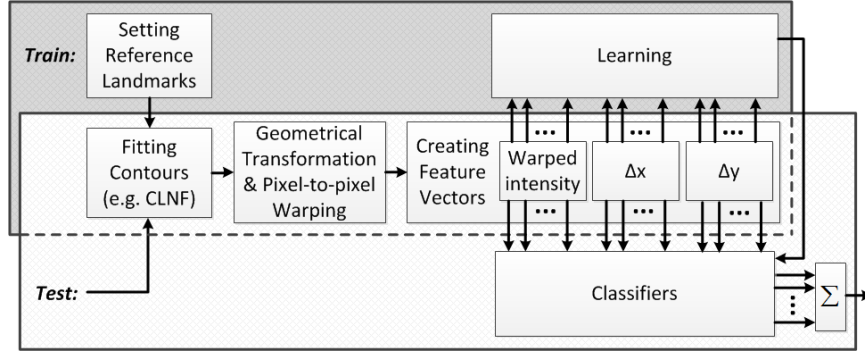 Train:
Setting
Reference
Landmarks
Learning
Fitting
Contours
(e.g. CLNF)
Geometrical
Transformation
& Pixel-to-pixel
Warping
Creating
Feature
Vectors
...
Warped
intensity
...
...
Δx
...
...
Δy
...
Test:
Classifiers
...
Σ